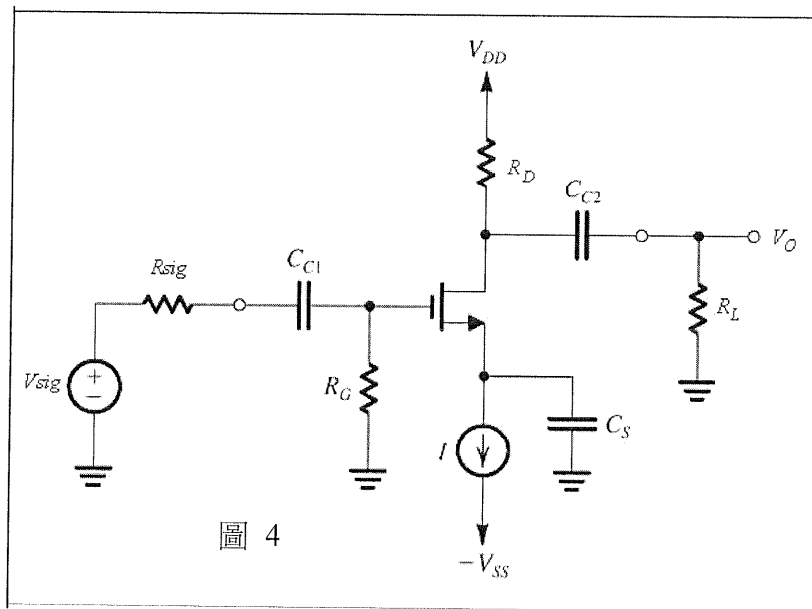 V_DD
R_D
C_C2
V_O
Rsig
C_C1
R_L
Vsig
+
−
R_G
I
C_S
−V_SS
圖 4